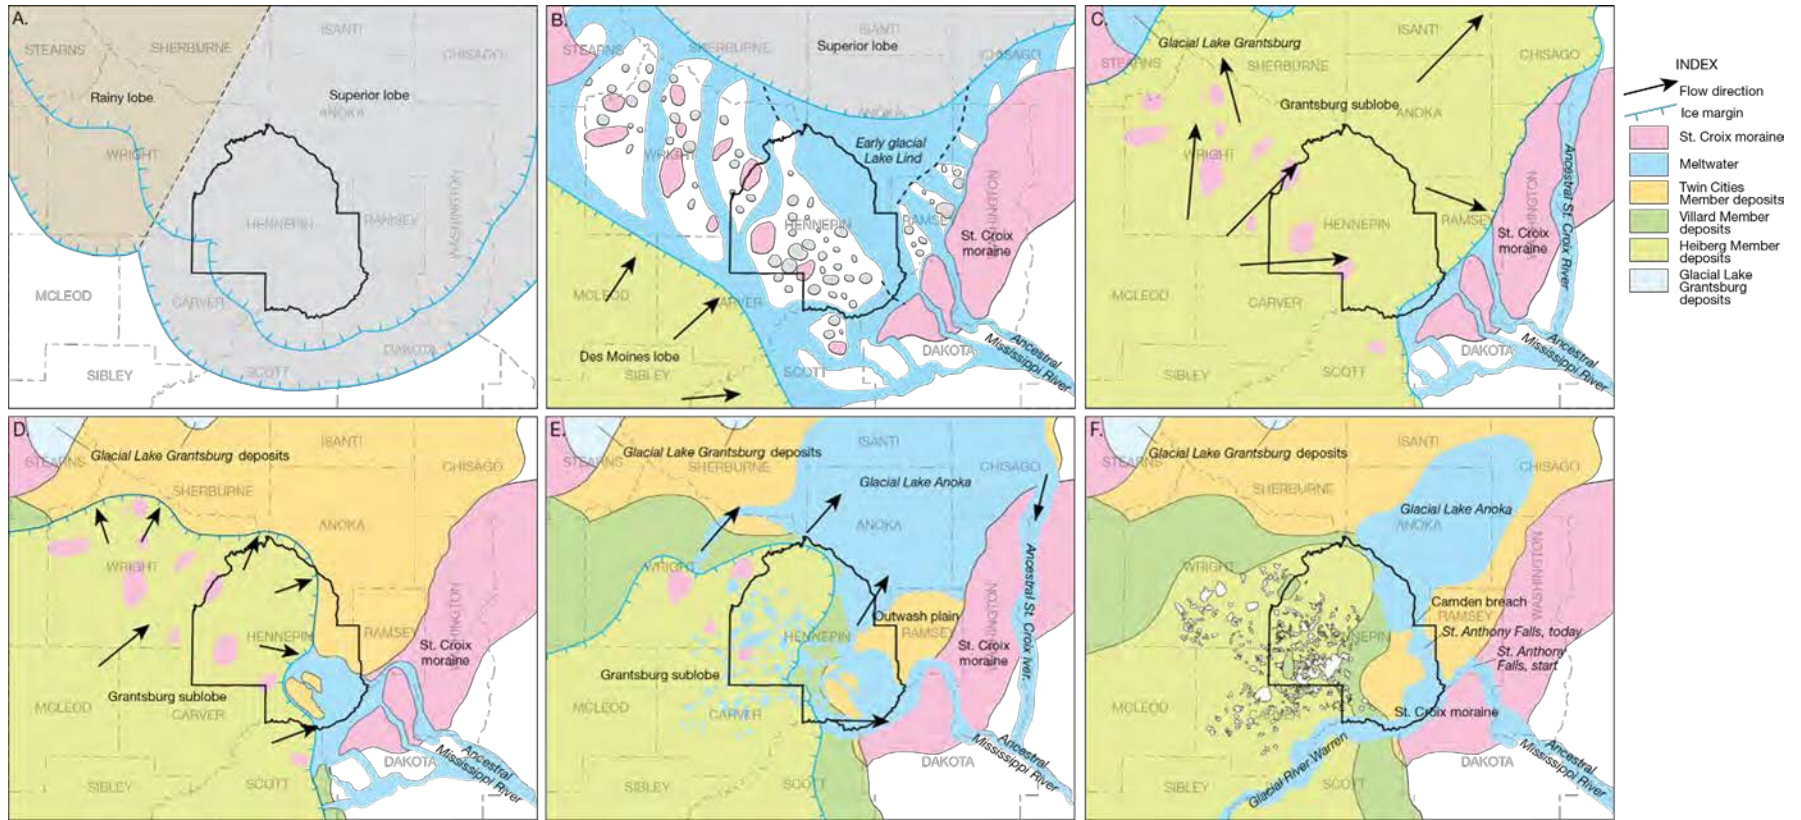 A.
ISANTI
STEARNS
SHERBURNE
CHISAGO
Rainy lobe
Superior lobe
ANOKA
WRIGHT
HENNEPIN
RAMSEY
WASHINGTON
MCLEOD
CARVER
DAKOTA
SIBLEY
SCOTT
B.
ISANTI
STEARNS
SHERBURNE
Superior lobe
CHISAGO
ANOKA
Early glacial
Lake Lind
WRIGHT
HENNEPIN
RAMSEY
WASHINGTON
St. Croix
moraine
MCLEOD
CARVER
Des Moines lobe
SIBLEY
SCOTT
DAKOTA
Ancestral
Mississippi River
C.
Glacial Lake Grantsburg
ISANTI
STEARNS
SHERBURNE
CHISAGO
Grantsburg sublobe
ANOKA
WRIGHT
HENNEPIN
RAMSEY
WASHINGTON
St. Croix
moraine
Ancestral St. Croix River
MCLEOD
CARVER
SIBLEY
SCOTT
DAKOTA
Ancestral
Mississippi River
INDEX
Flow direction
Ice margin
St. Croix moraine
Meltwater
Twin Cities
Member deposits
Villard Member
deposits
Heiberg Member
deposits
Glacial Lake
Grantsburg
deposits
D.
ISANTI
Glacial Lake Grantsburg deposits
STEARNS
CHISAGO
SHERBURNE
ANOKA
WRIGHT
HENNEPIN
RAMSEY
WASHINGTON
St. Croix
moraine
Grantsburg sublobe
MCLEOD
CARVER
DAKOTA
SIBLEY
SCOTT
Ancestral
Mississippi River
E.
ISANTI
Glacial Lake Grantsburg deposits
STEARNS
SHERBURNE
CHISAGO
Glacial Lake Anoka
ANOKA
WRIGHT
Outwash plain
HENNEPIN
RAMSEY
WASHINGTON
St. Croix
moraine
Ancestral St. Croix iver.
Grantsburg sublobe
MCLEOD
CARVER
DAKOTA
SIBLEY
SCOTT
Ancestral
Mississippi River
F.
ISANTI
Glacial Lake Grantsburg deposits
STEARNS
CHISAGO
SHERBURNE
Glacial Lake Anoka
ANOKA
WRIGHT
WASHINGTON
Camden breach
RAMSEY
St. Anthony Falls, today
St. Anthony
Falls, start
MCLEOD
St. Croix moraine
Glacial River Warren
DAKOTA
SIBLEY
SCOTT
Ancestral
Mississippi River